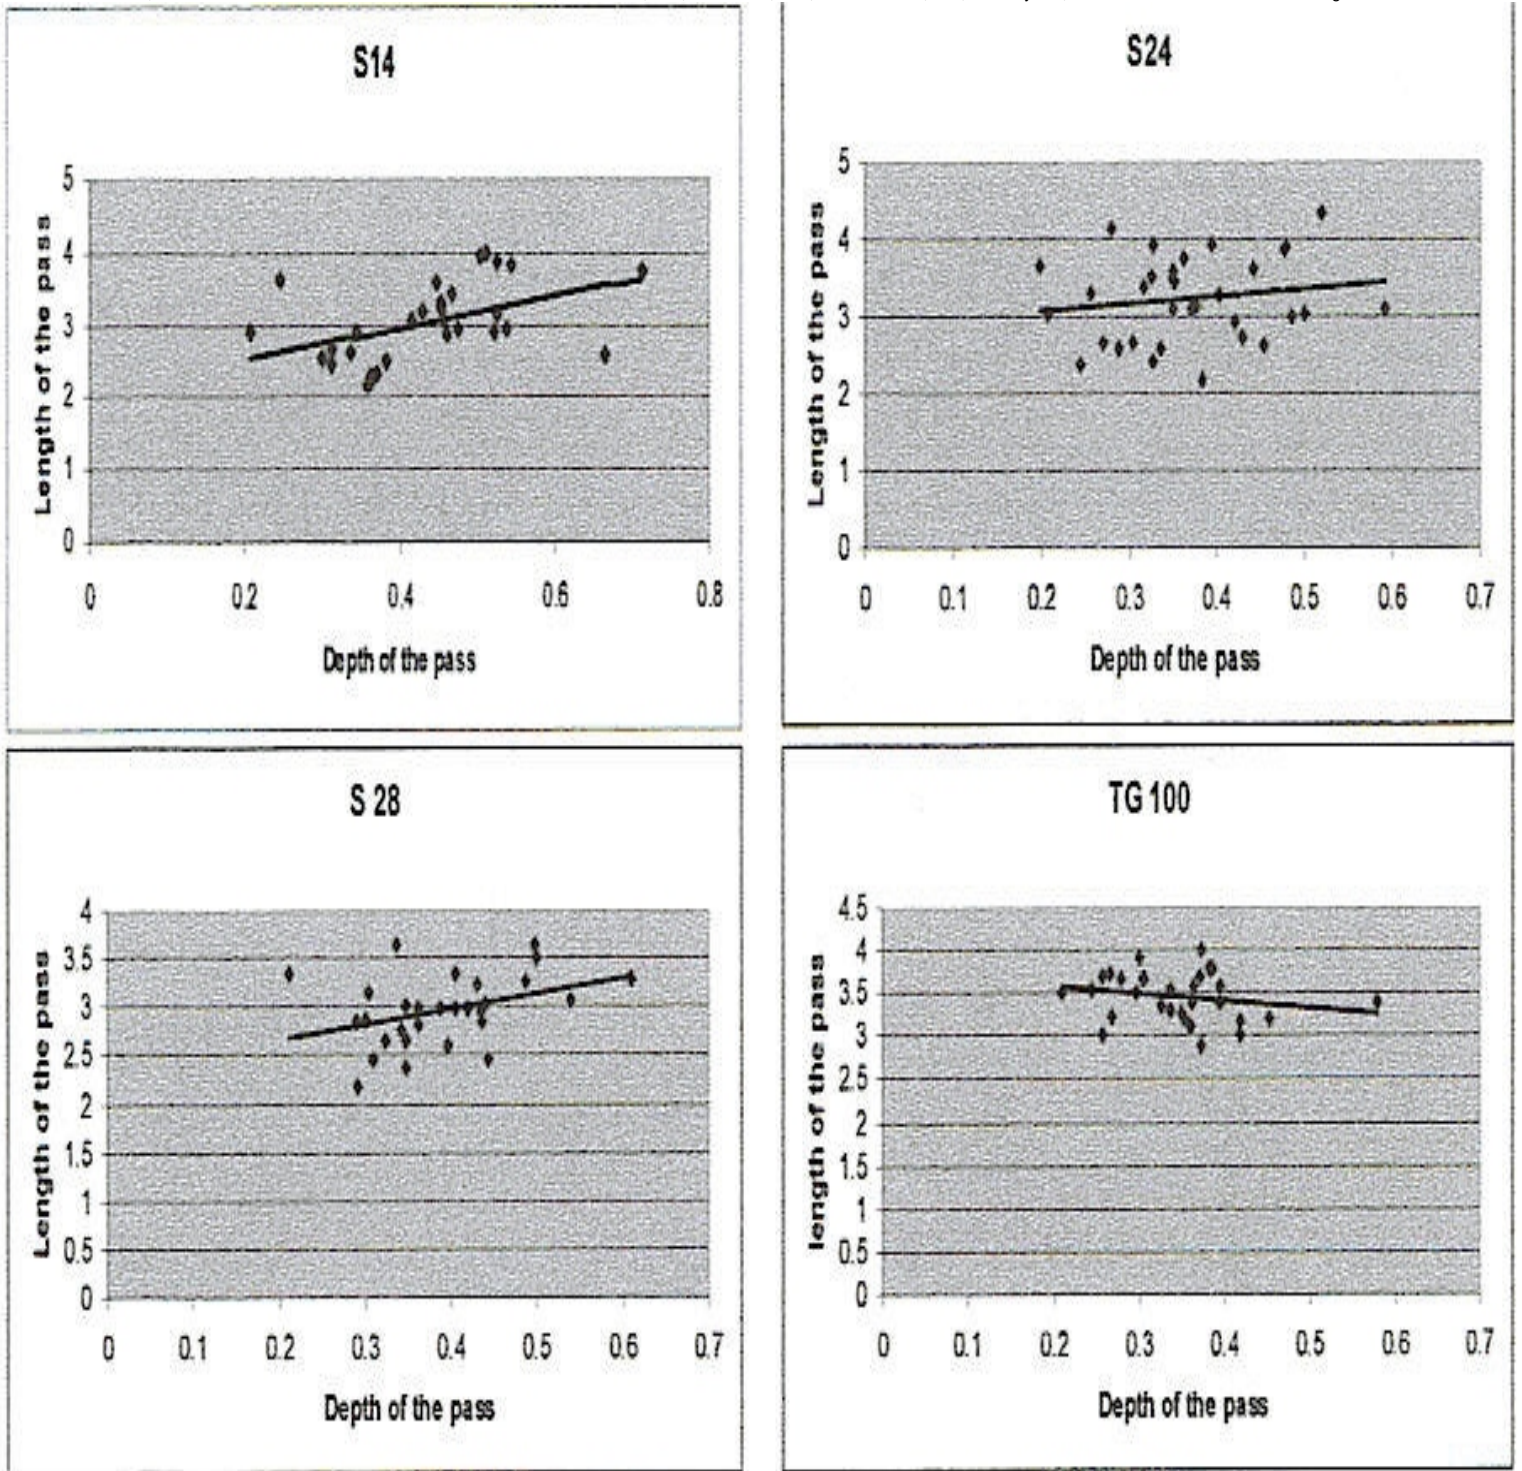 S14
5
4
3
2
1
0
0 0.2 0.4 0.6 0.8
Length of the pass
Depth of the pass
S24
5
4
3
2
1
0
0 0.1 0.2 0.3 0.4 0.5 0.6 0.7
Length of the pass
Depth of the pass
S 28
4
3.5
3
2.5
2
1.5
1
0.5
0
0 0.1 0.2 0.3 0.4 0.5 0.6 0.7
Length of the pass
Depth of the pass
TG 100
4.5
4
3.5
3
2.5
2
1.5
1
0.5
0
0 0.1 0.2 0.3 0.4 0.5 0.6 0.7
length of the pass
Depth of the pass